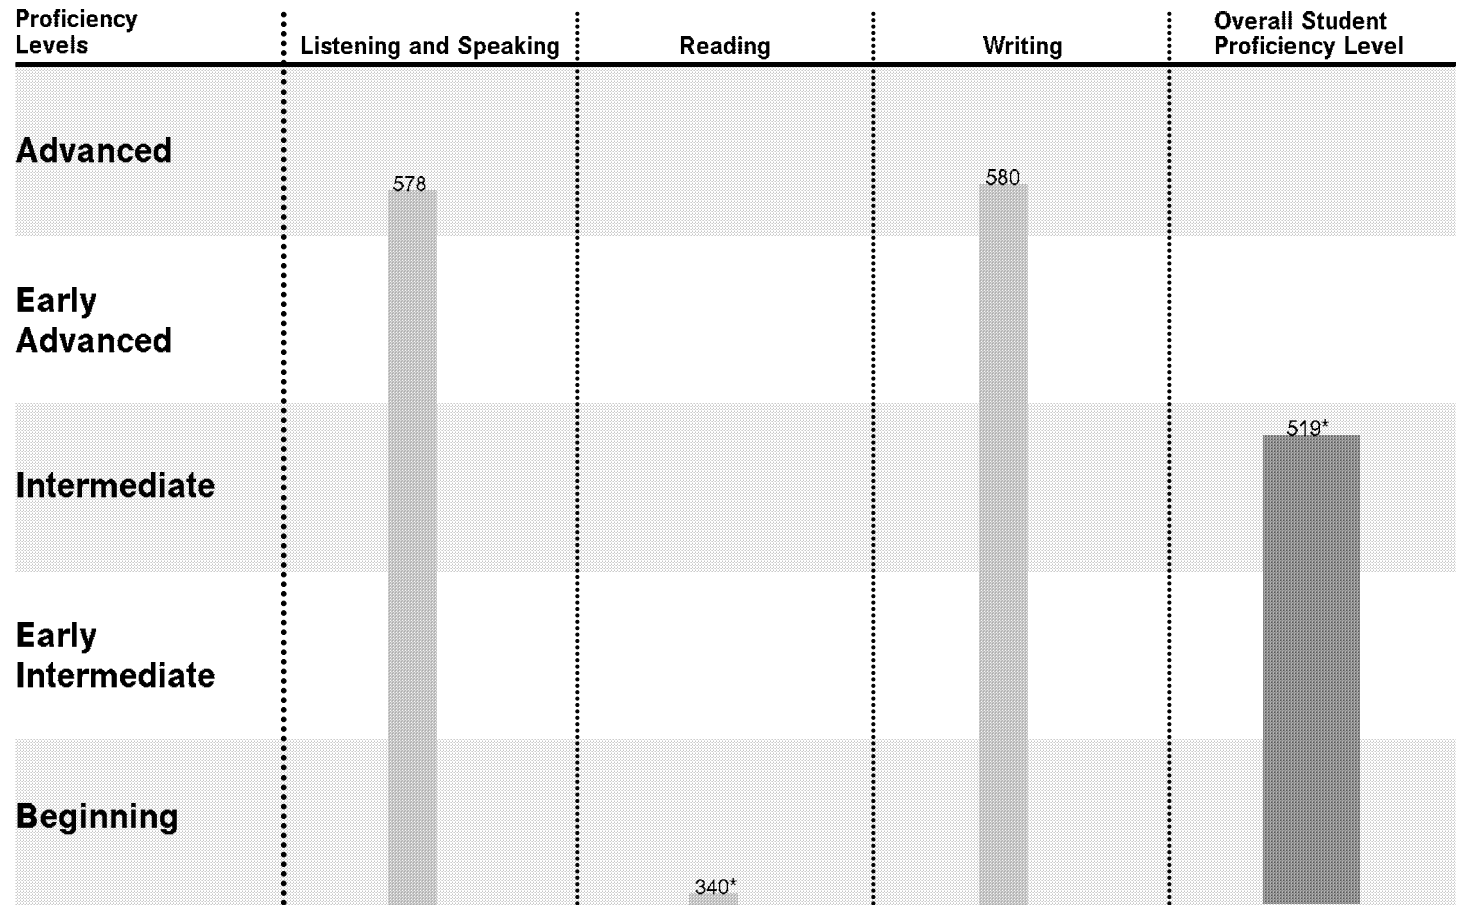 Proficiency
Levels
Listening and Speaking
Reading
Writing
Overall Student
Proficiency Level
Advanced
578
580
Early
Advanced
519*
Intermediate
Early
Intermediate
Beginning
340*